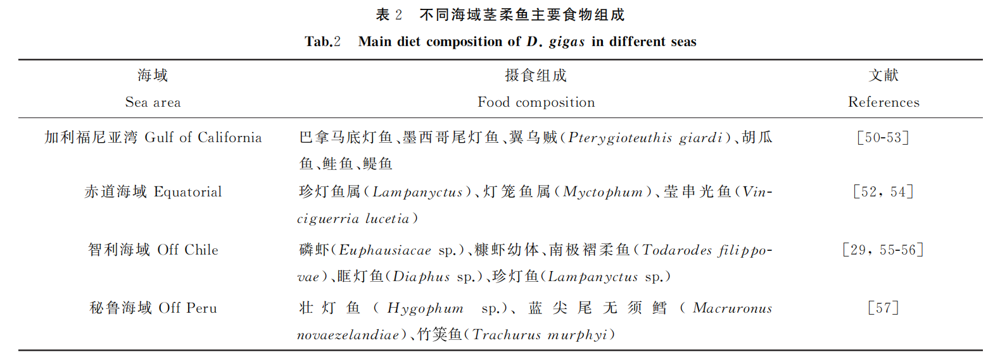 表 2 不同海域茎柔鱼主要食物组成
Tab.2 Main diet composition of D. gigas in different seas
海域 摄食组成 文献
Sea area Food composition References
加利福尼亚湾 Gulf of California 巴拿马底灯鱼、墨西哥尾灯鱼、翼乌贼(Pterygioteuthis giardi)、胡瓜 [50-53]
鱼、鲑鱼、鳀鱼
赤道海域 Equatorial 珍灯鱼属(Lampanyctus)、灯笼鱼属(Myctophum)、莹串光鱼(Vin- [52, 54]
ciguerria lucetia)
智利海域 Off Chile 磷虾(Euphausiacae sp.)、糠虾幼体、南极褶柔鱼(Todarodes filippo- [29, 55-56]
vae)、眶灯鱼(Diaphus sp.)、珍灯鱼(Lampanyctus sp.)
秘鲁海域 Off Peru 壮灯鱼(Hygophum sp.)、蓝尖尾无须鳕(Macruronus [57]
novaezelandiae)、竹筴鱼(Trachurus murphyi)